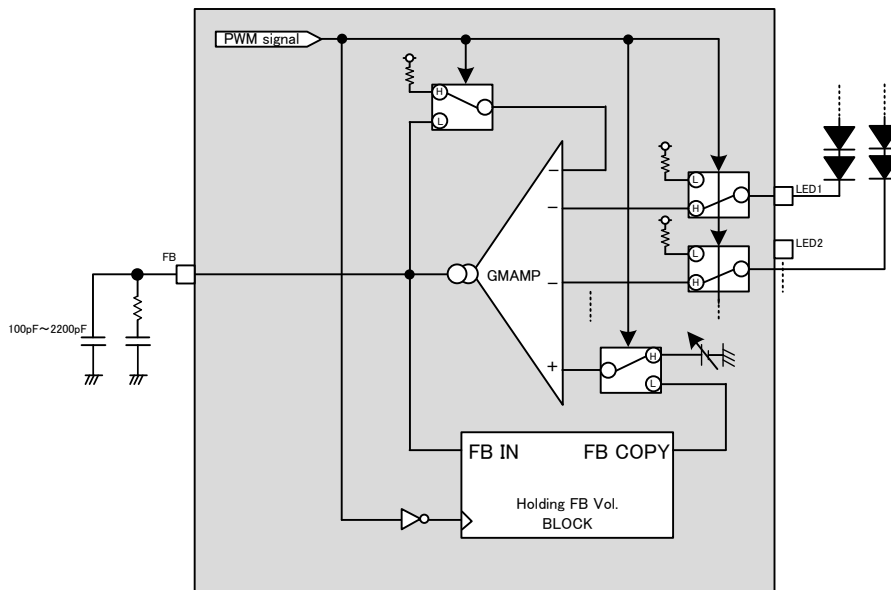 PWM signal
H
L
L
H
LED1
L
H
LED2
FB
GMAMP
−
−
−
+
H
L
100pF～2200pF
FB IN
FB COPY
Holding FB Vol.
BLOCK